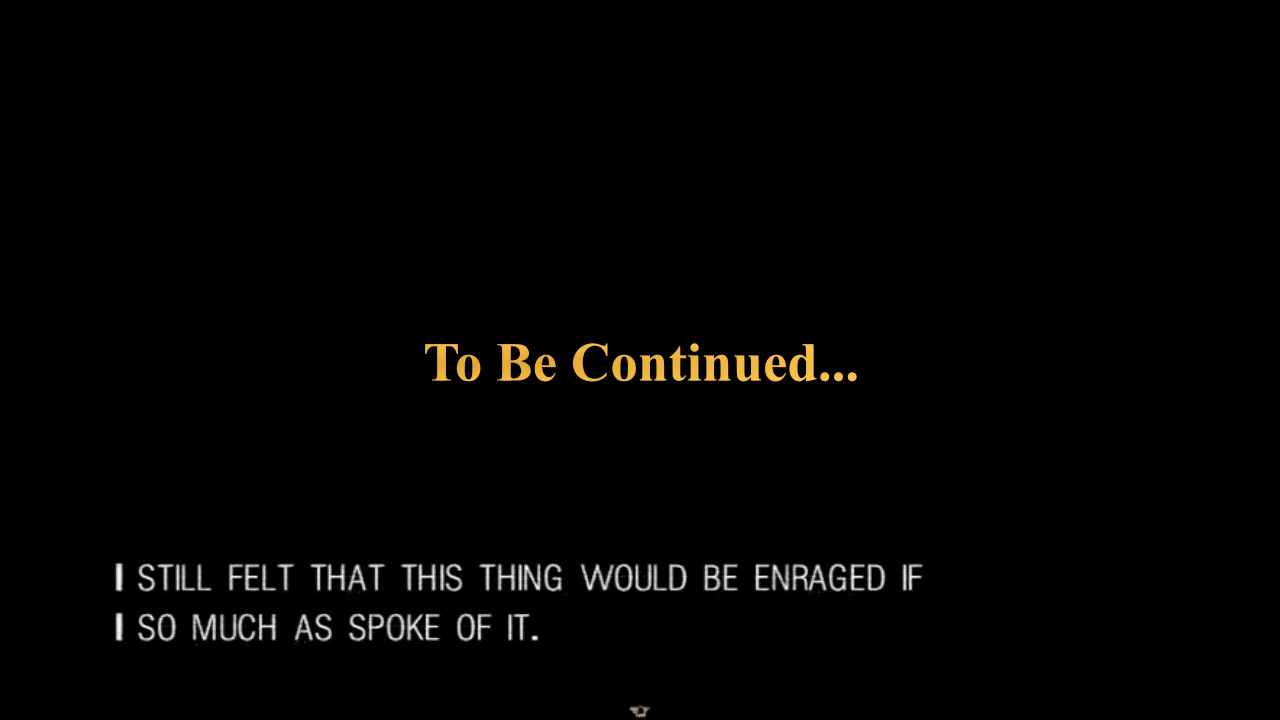 To Be Continued...
I STILL FELT THAT THIS THING WOULD BE ENRAGED IF
I SO MUCH AS SPOKE OF IT.